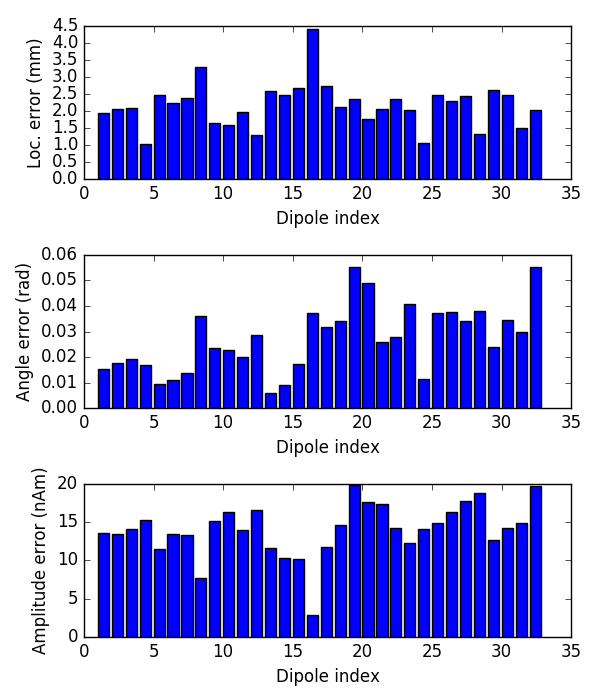 Loc. error (mm)
4.5
4.0
3.5
3.0
2.5
2.0
1.5
1.0
0.5
0.0
0 5 10 15 20 25 30 35
Dipole index
Angle error (rad)
0.06
0.05
0.04
0.03
0.02
0.01
0.00
0 5 10 15 20 25 30 35
Dipole index
Amplitude error (nAm)
20
15
10
5
0
0 5 10 15 20 25 30 35
Dipole index